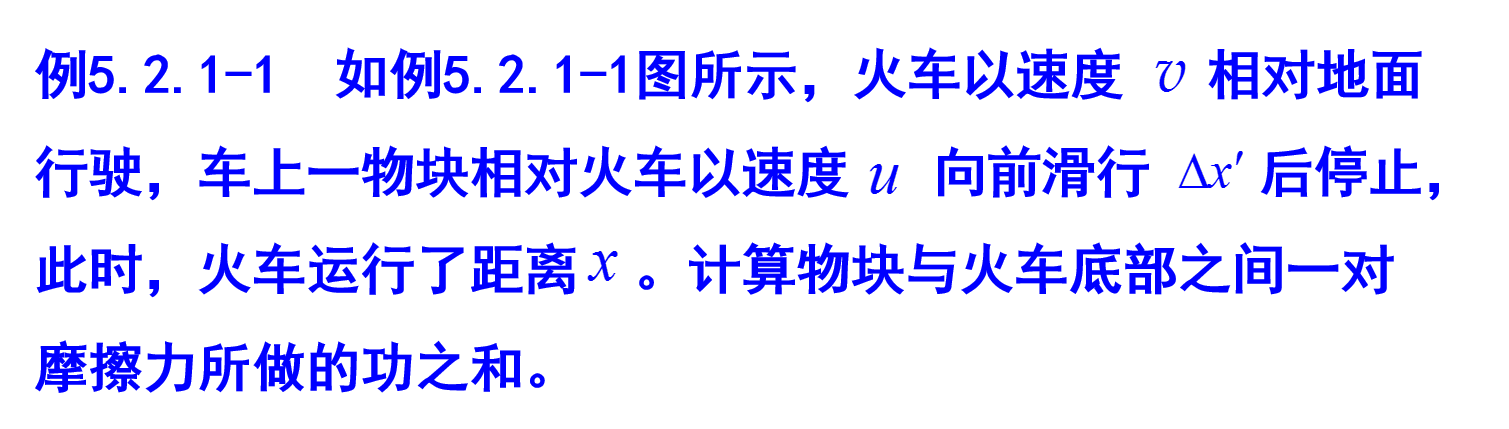 例5.2.1-1 如例5.2.1-1图所示，火车以速度 v 相对地面
行驶，车上一物块相对火车以速度 u 向前滑行 Δx′ 后停止，
此时，火车运行了距离 x 。计算物块与火车底部之间一对
摩擦力所做的功之和。